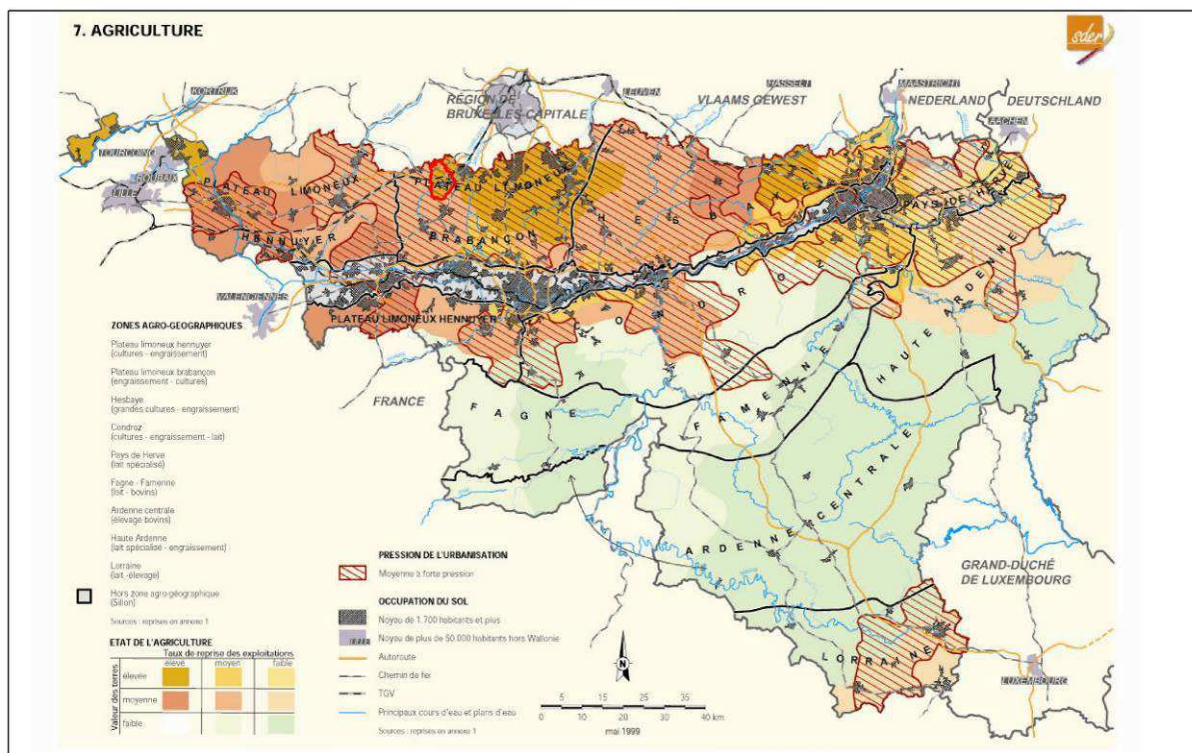 7. AGRICULTURE
sder
KORTRIJK
TOURCOING
ROUBAIX
LILLE
VALENCIENNES
RÉGION DE
BRUXELLES-CAPITALE
LEUVEN
VLAAMS GEWEST
HASSELT
MAASTRICHT
NEDERLAND
DEUTSCHLAND
AACHEN
PLATEAU LIMONEUX
HENNUYER
PLATEAU LIMONEUX
BRABANÇON
HESBAYE
PAYS DE HERVE
PLATEAU LIMONEUX HENNUYER
CONDROZ
HAUTE ARDENNE
FAMENNE
FAGNE
ARDENNE CENTRALE
LORRAINE
FRANCE
GRAND-DUCHÉ
DE LUXEMBOURG
LUXEMBOURG
ZONES AGRO-GEOGRAPHIQUES
Plateau limoneux hennuyer
(cultures - engraissement)
Plateau limoneux brabançon
(engraissement - cultures)
Hesbaye
(grandes cultures - engraissement)
Condroz
(cultures - engraissement - lait)
Pays de Herve
(lait spécialisé)
Fagne - Famenne
(lait - bovins)
Ardenne centrale
(élevage bovins)
Haute Ardenne
(lait spécialisé - engraissement)
Lorraine
(lait - élevage)
Hors zone agro-géographique
(Sillon)
Sources : reprises en annexe 1
ETAT DE L'AGRICULTURE
Taux de reprise des exploitations
élevé moyen faible
Valeur des terres
élevée
moyenne
faible
PRESSION DE L'URBANISATION
Moyenne à forte pression
OCCUPATION DU SOL
Noyau de 1.700 habitants et plus
LILLE
Noyau de plus de 50.000 habitants hors Wallonie
Autoroute
Chemin de fer
TGV
Principaux cours d'eau et plans d'eau
Sources : reprises en annexe 1
N
5 15 25 35
0 10 20 30 40 km
mai 1999